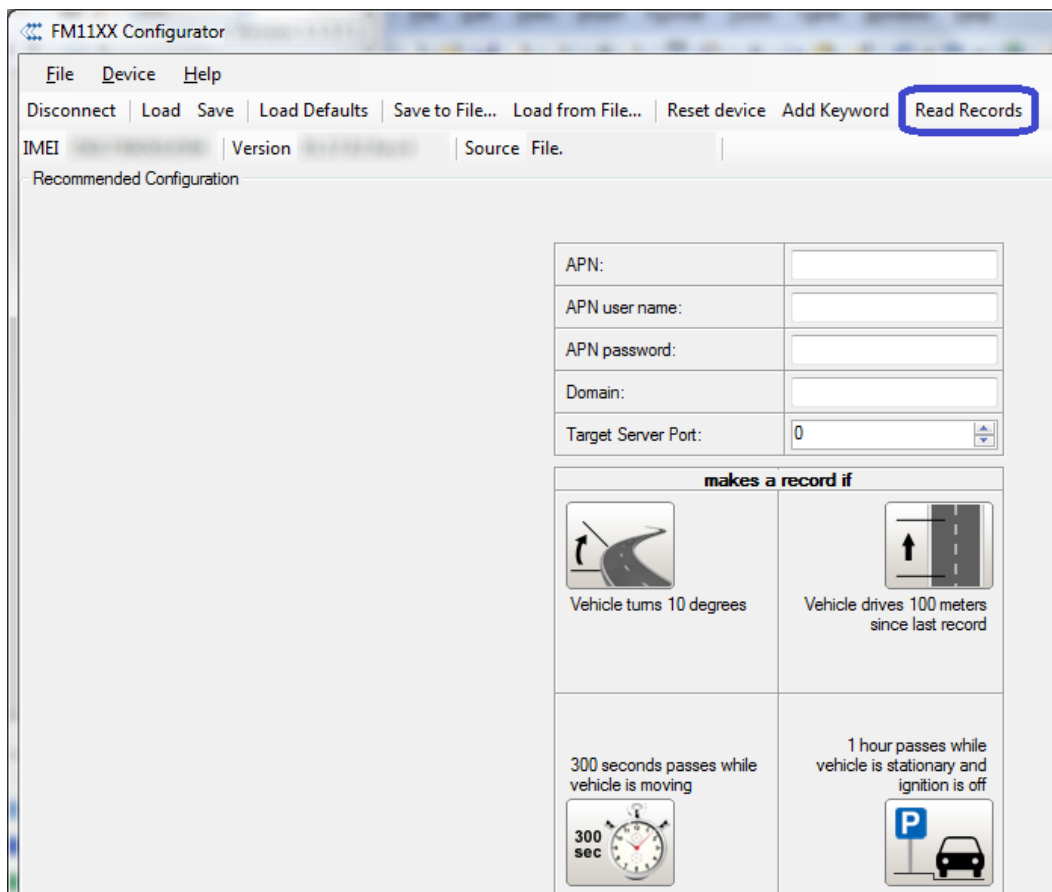 FM11XX Configurator
File Device Help
Disconnect Load Save Load Defaults Save to File... Load from File... Reset device Add Keyword Read Records
IMEI Version Source File.
Recommended Configuration
APN:
APN user name:
APN password:
Domain:
Target Server Port: 0
makes a record if
Vehicle turns 10 degrees
Vehicle drives 100 meters
since last record
300 seconds passes while
vehicle is moving
1 hour passes while
vehicle is stationary and
ignition is off
300
sec
P